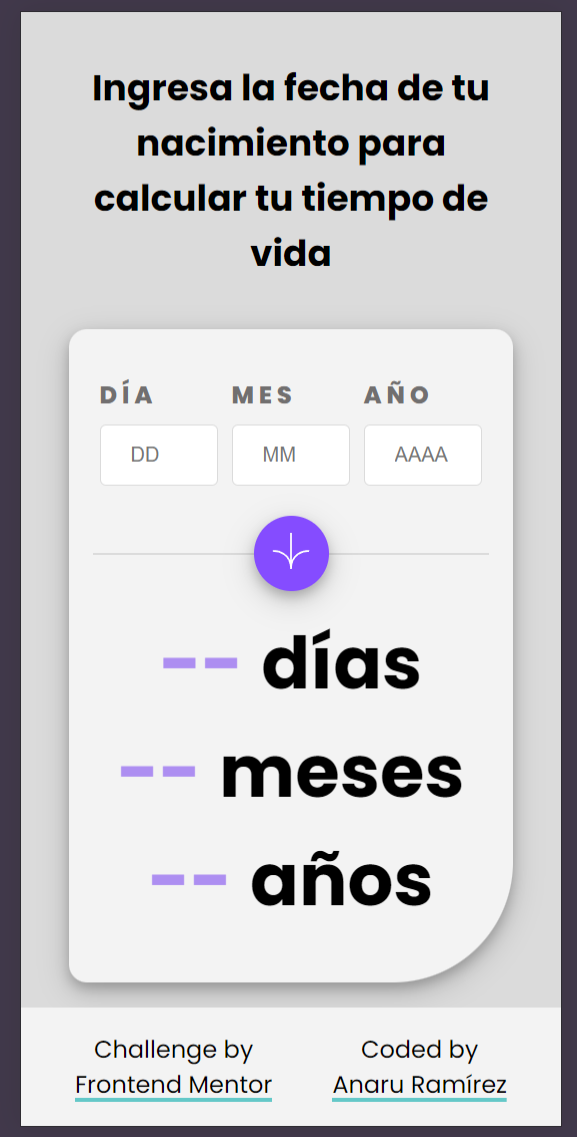 Ingresa la fecha de tu
nacimiento para
calcular tu tiempo de
vida
DÍA MES AÑO
DD MM AAAA
-- días
-- meses
-- años
Challenge by
Frontend Mentor
Coded by
Anaru Ramírez